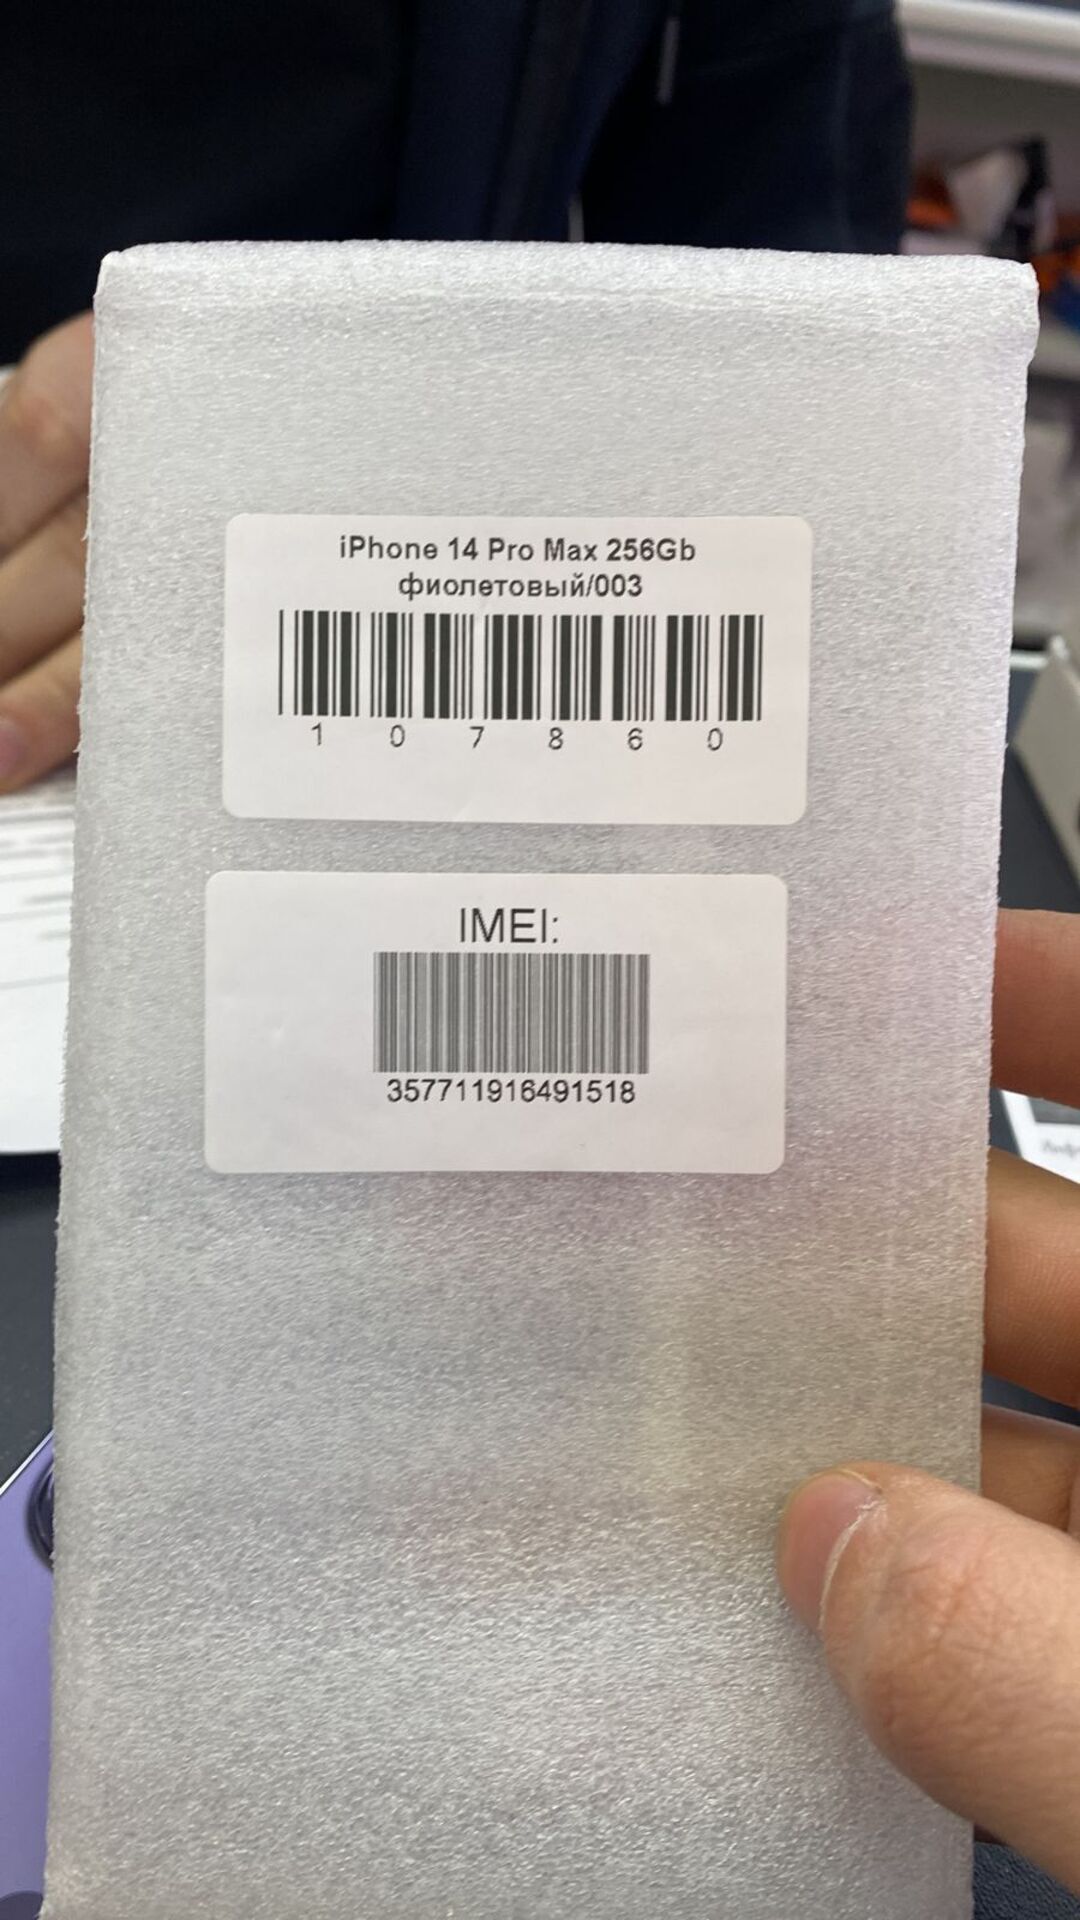 iPhone 14 Pro Max 256Gb
фиолетовый/003
1 0 7 8 6 0
IMEI:
357711916491518